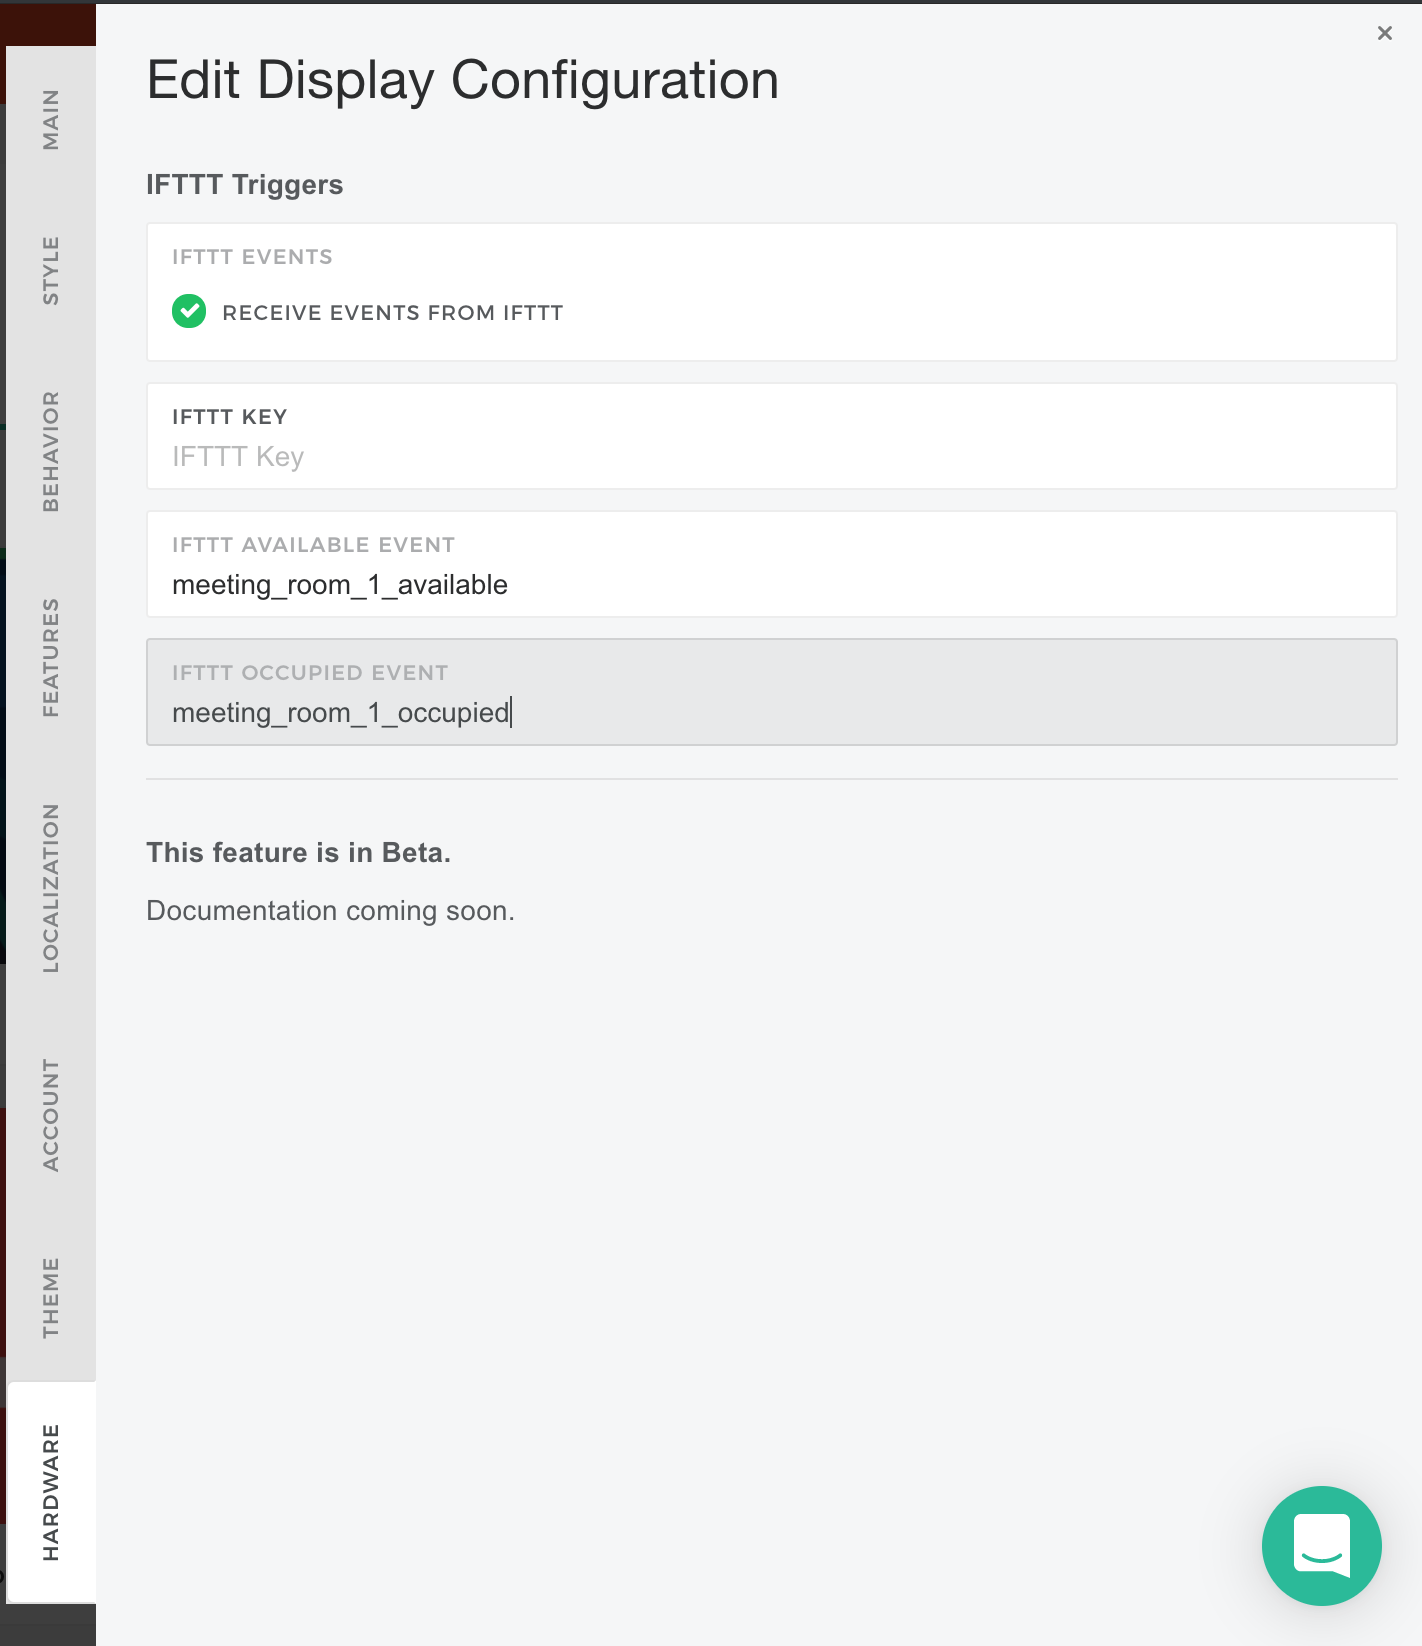 Edit Display Configuration
MAIN
STYLE
BEHAVIOR
FEATURES
LOCALIZATION
ACCOUNT
THEME
HARDWARE
IFTTT Triggers
IFTTT EVENTS
RECEIVE EVENTS FROM IFTTT
IFTTT KEY
IFTTT Key
IFTTT AVAILABLE EVENT
meeting_room_1_available
IFTTT OCCUPIED EVENT
meeting_room_1_occupied
This feature is in Beta.
Documentation coming soon.